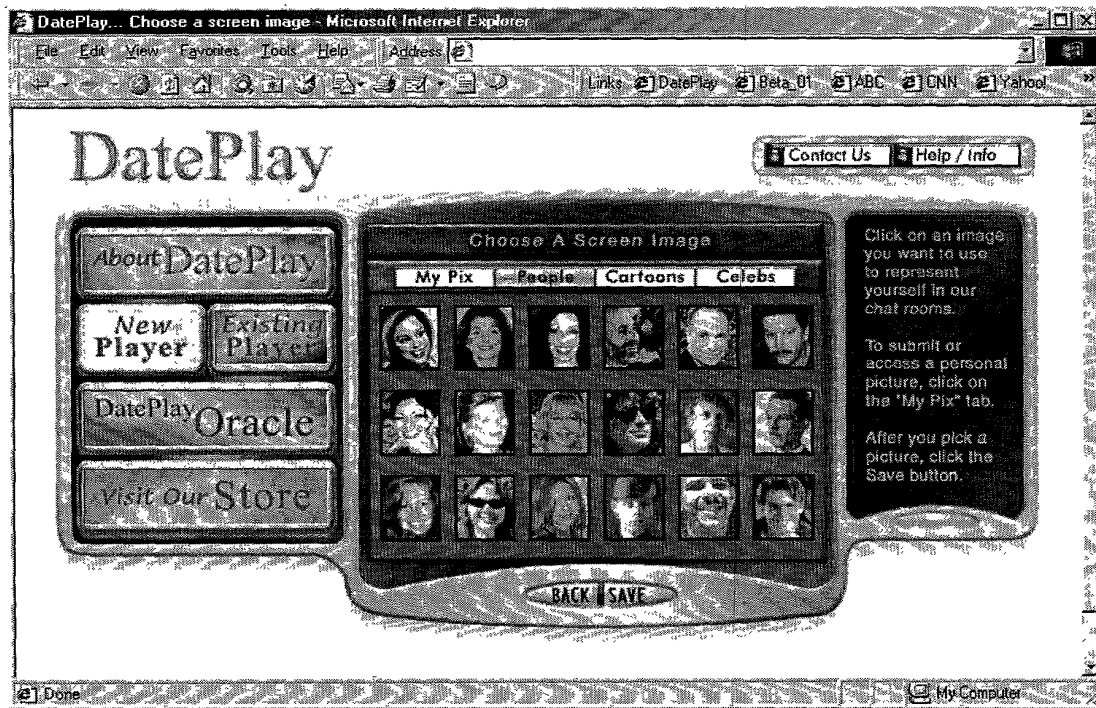 DatePlay... Choose a screen image - Microsoft Internet Explorer
File Edit View Favorites Tools Help Address
Links DatePlay Beta_01 ABC CNN Yahoo! »
DatePlay
Contact Us Help / Info
About DatePlay
New Player
Existing Player
DatePlay Oracle
Visit Our Store
Choose A Screen Image
My Pix People Cartoons Celebs
BACK SAVE
Click on an image
you want to use
to represent
yourself in our
chat rooms.
To submit or
access a personal
picture, click on
the "My Pix" tab.
After you pick a
picture, click the
Save button.
Done My Computer